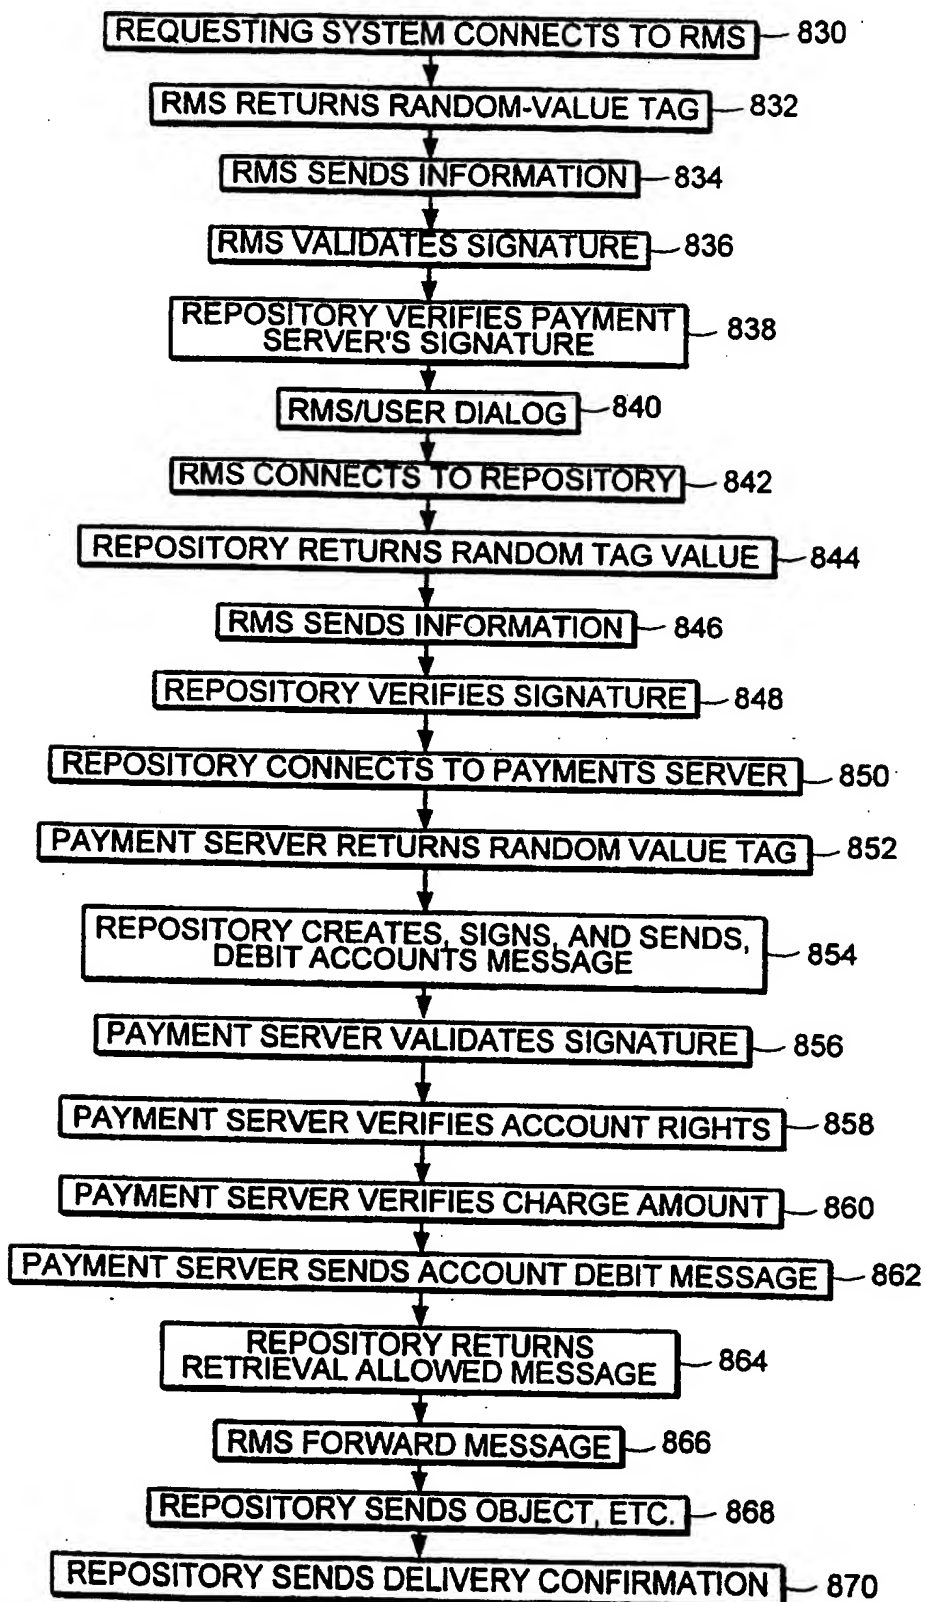 REQUESTING SYSTEM CONNECTS TO RMS 830
RMS RETURNS RANDOM-VALUE TAG 832
RMS SENDS INFORMATION 834
RMS VALIDATES SIGNATURE 836
REPOSITORY VERIFIES PAYMENT
SERVER'S SIGNATURE 838
RMS/USER DIALOG 840
RMS CONNECTS TO REPOSITORY 842
REPOSITORY RETURNS RANDOM TAG VALUE 844
RMS SENDS INFORMATION 846
REPOSITORY VERIFIES SIGNATURE 848
REPOSITORY CONNECTS TO PAYMENTS SERVER 850
PAYMENT SERVER RETURNS RANDOM VALUE TAG 852
REPOSITORY CREATES, SIGNS, AND SENDS,
DEBIT ACCOUNTS MESSAGE 854
PAYMENT SERVER VALIDATES SIGNATURE 856
PAYMENT SERVER VERIFIES ACCOUNT RIGHTS 858
PAYMENT SERVER VERIFIES CHARGE AMOUNT 860
PAYMENT SERVER SENDS ACCOUNT DEBIT MESSAGE 862
REPOSITORY RETURNS
RETRIEVAL ALLOWED MESSAGE 864
RMS FORWARD MESSAGE 866
REPOSITORY SENDS OBJECT, ETC. 868
REPOSITORY SENDS DELIVERY CONFIRMATION 870